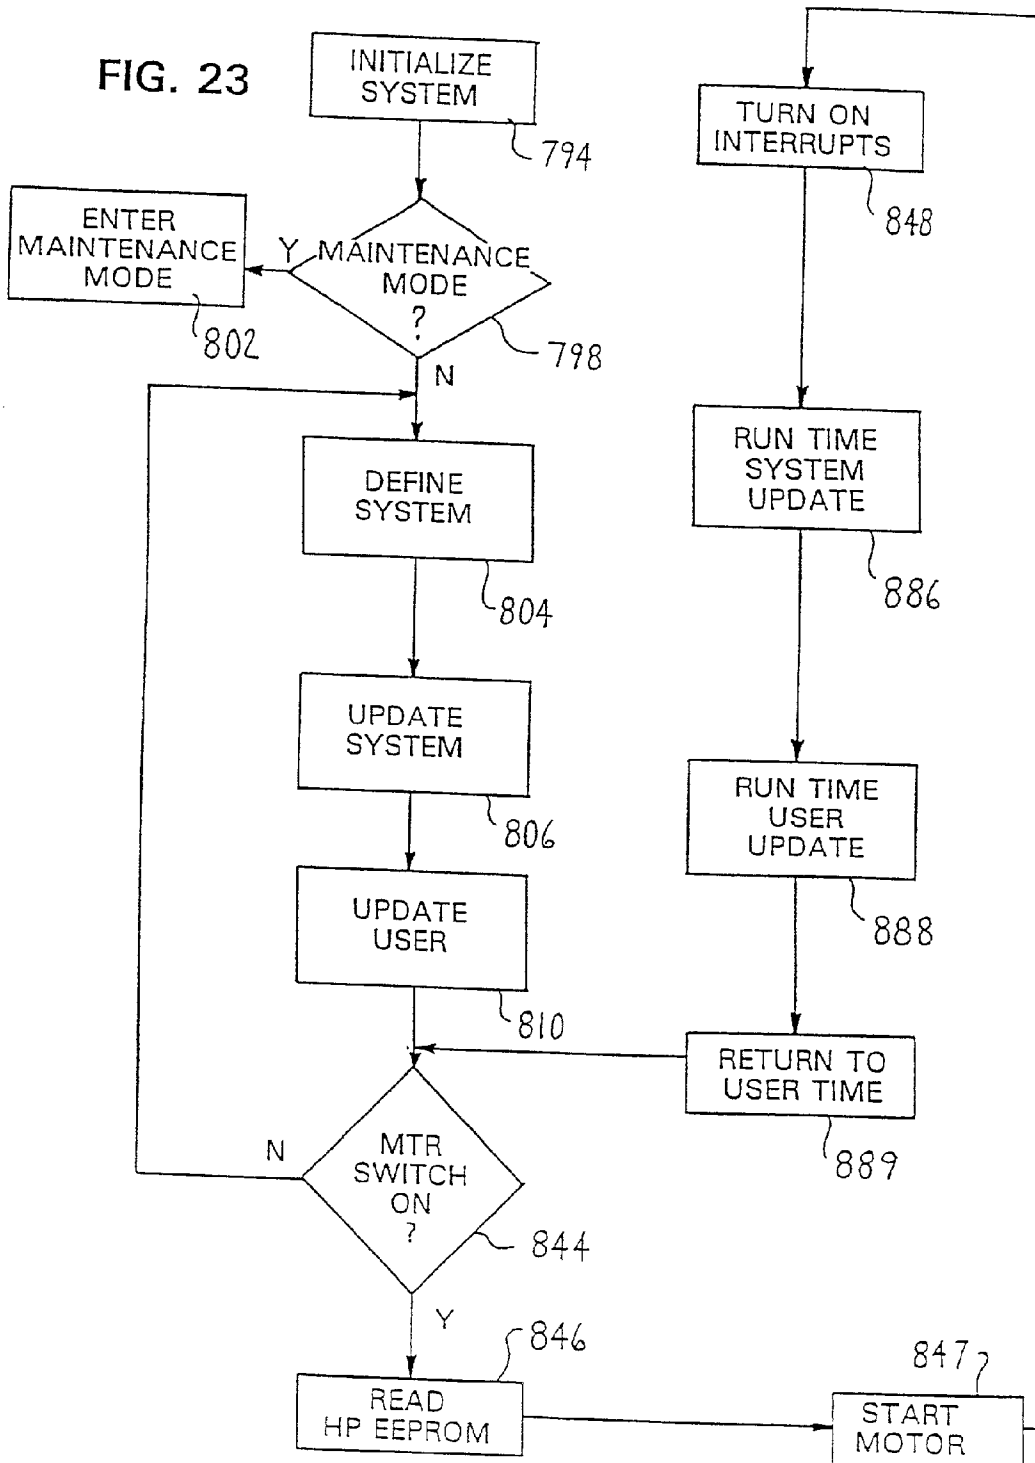 FIG. 23
INITIALIZE
SYSTEM
794
MAINTENANCE
MODE
?
798
Y
ENTER
MAINTENANCE
MODE
802
N
DEFINE
SYSTEM
804
UPDATE
SYSTEM
806
UPDATE
USER
810
MTR
SWITCH
ON
?
844
N
Y
READ
HP EEPROM
846
START
MOTOR
847
TURN ON
INTERRUPTS
848
RUN TIME
SYSTEM
UPDATE
886
RUN TIME
USER
UPDATE
888
RETURN TO
USER TIME
889